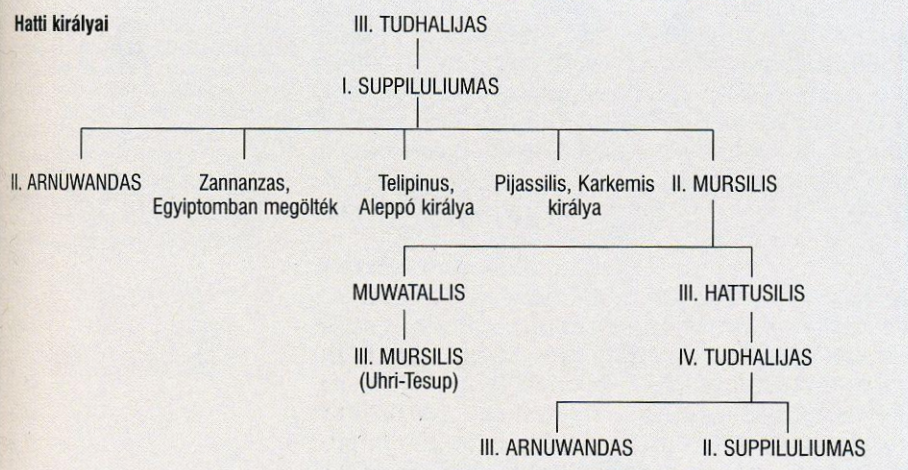 Hatti királyai
III. TUDHALIJAS
I. SUPPILULIUMAS
II. ARNUWANDAS
Zannanzas,
Egyiptomban megölték
Telipinus,
Aleppó királya
Pijassilis, Karkemis
királya
II. MURSILIS
MUWATALLIS
III. HATTUSILIS
III. MURSILIS
(Uhri-Tesup)
IV. TUDHALIJAS
III. ARNUWANDAS
II. SUPPILULIUMAS